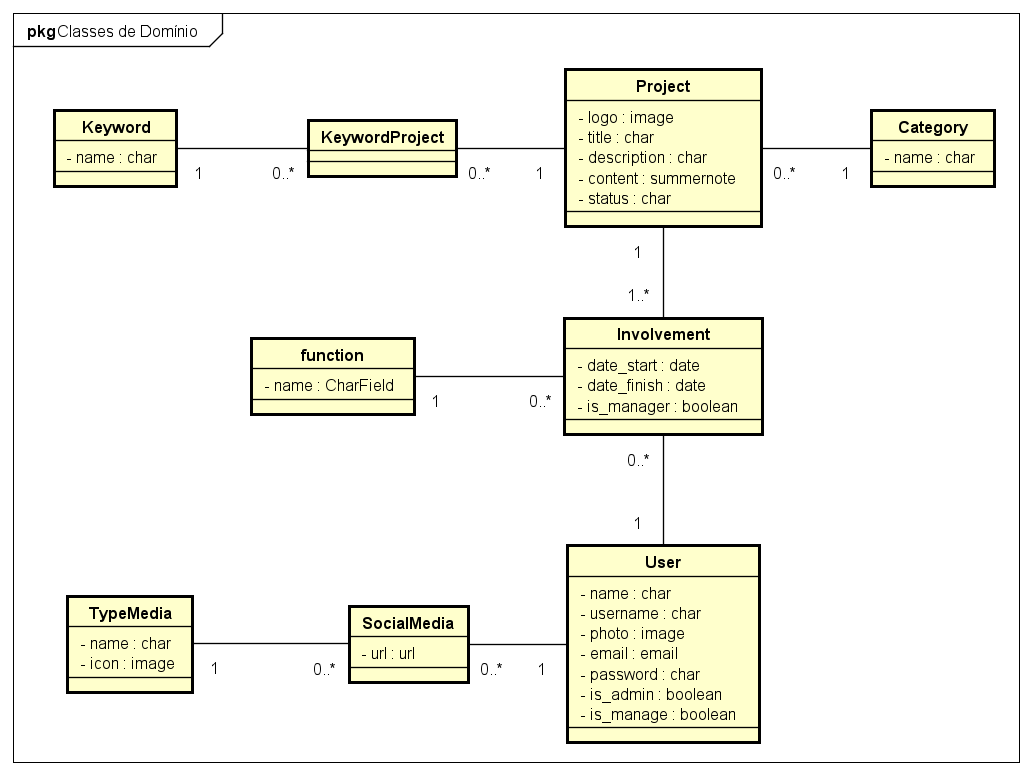 pkg Classes de Domínio
Project
- logo : image
- title : char
- description : char
- content : summernote
- status : char
Keyword
- name : char
KeywordProject
Category
- name : char
1
0..*
0..*
1
0..*
1
1
1..*
function
- name : CharField
1
0..*
Involvement
- date_start : date
- date_finish : date
- is_manager : boolean
0..*
1
User
- name : char
- username : char
- photo : image
- email : email
- password : char
- is_admin : boolean
- is_manage : boolean
TypeMedia
- name : char
- icon : image
SocialMedia
- url : url
1
0..*
0..*
1